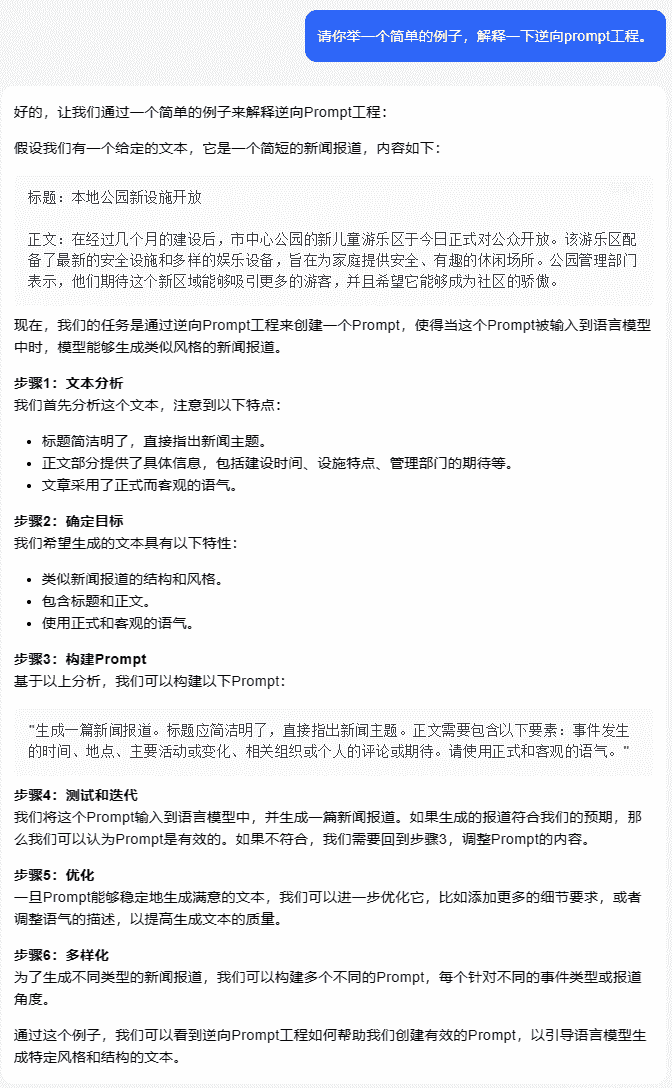 请你举一个简单的例子，解释一下逆向prompt工程。
好的，让我们通过一个简单的例子来解释逆向Prompt工程：
假设我们有一个给定的文本，它是一个简短的新闻报道，内容如下：
标题：本地公园新设施开放
正文：在经过几个月的建设后，市中心公园的新儿童游乐区于今日正式对公众开放。该游乐区配
备了最新的安全设施和多样的娱乐设备，旨在为家庭提供安全、有趣的休闲场所。公园管理部门
表示，他们期待这个新区域能够吸引更多的游客，并且希望它能够成为社区的骄傲。
现在，我们的任务是通过逆向Prompt工程来创建一个Prompt，使得当这个Prompt被输入到语言模型
中时，模型能够生成类似风格的新闻报道。
步骤1：文本分析
我们首先分析这个文本，注意到以下特点：
• 标题简洁明了，直接指出新闻主题。
• 正文部分提供了具体信息，包括建设时间、设施特点、管理部门的期待等。
• 文章采用了正式而客观的语气。
步骤2：确定目标
我们希望生成的文本具有以下特性：
• 类似新闻报道的结构和风格。
• 包含标题和正文。
• 使用正式和客观的语气。
步骤3：构建Prompt
基于以上分析，我们可以构建以下Prompt：
"生成一篇新闻报道。标题应简洁明了，直接指出新闻主题。正文需要包含以下要素：事件发生
的时间、地点、主要活动或变化、相关组织或个人的评论或期待。请使用正式和客观的语气。"
步骤4：测试和迭代
我们将这个Prompt输入到语言模型中，并生成一篇新闻报道。如果生成的报道符合我们的预期，那
么我们可以认为Prompt是有效的。如果不符合，我们需要回到步骤3，调整Prompt的内容。
步骤5：优化
一旦Prompt能够稳定地生成满意的文本，我们可以进一步优化它，比如添加更多的细节要求，或者
调整语气的描述，以提高生成文本的质量。
步骤6：多样化
为了生成不同类型的新闻报道，我们可以构建多个不同的Prompt，每个针对不同的事件类型或报道
角度。
通过这个例子，我们可以看到逆向Prompt工程如何帮助我们创建有效的Prompt，以引导语言模型生
成特定风格和结构的文本。